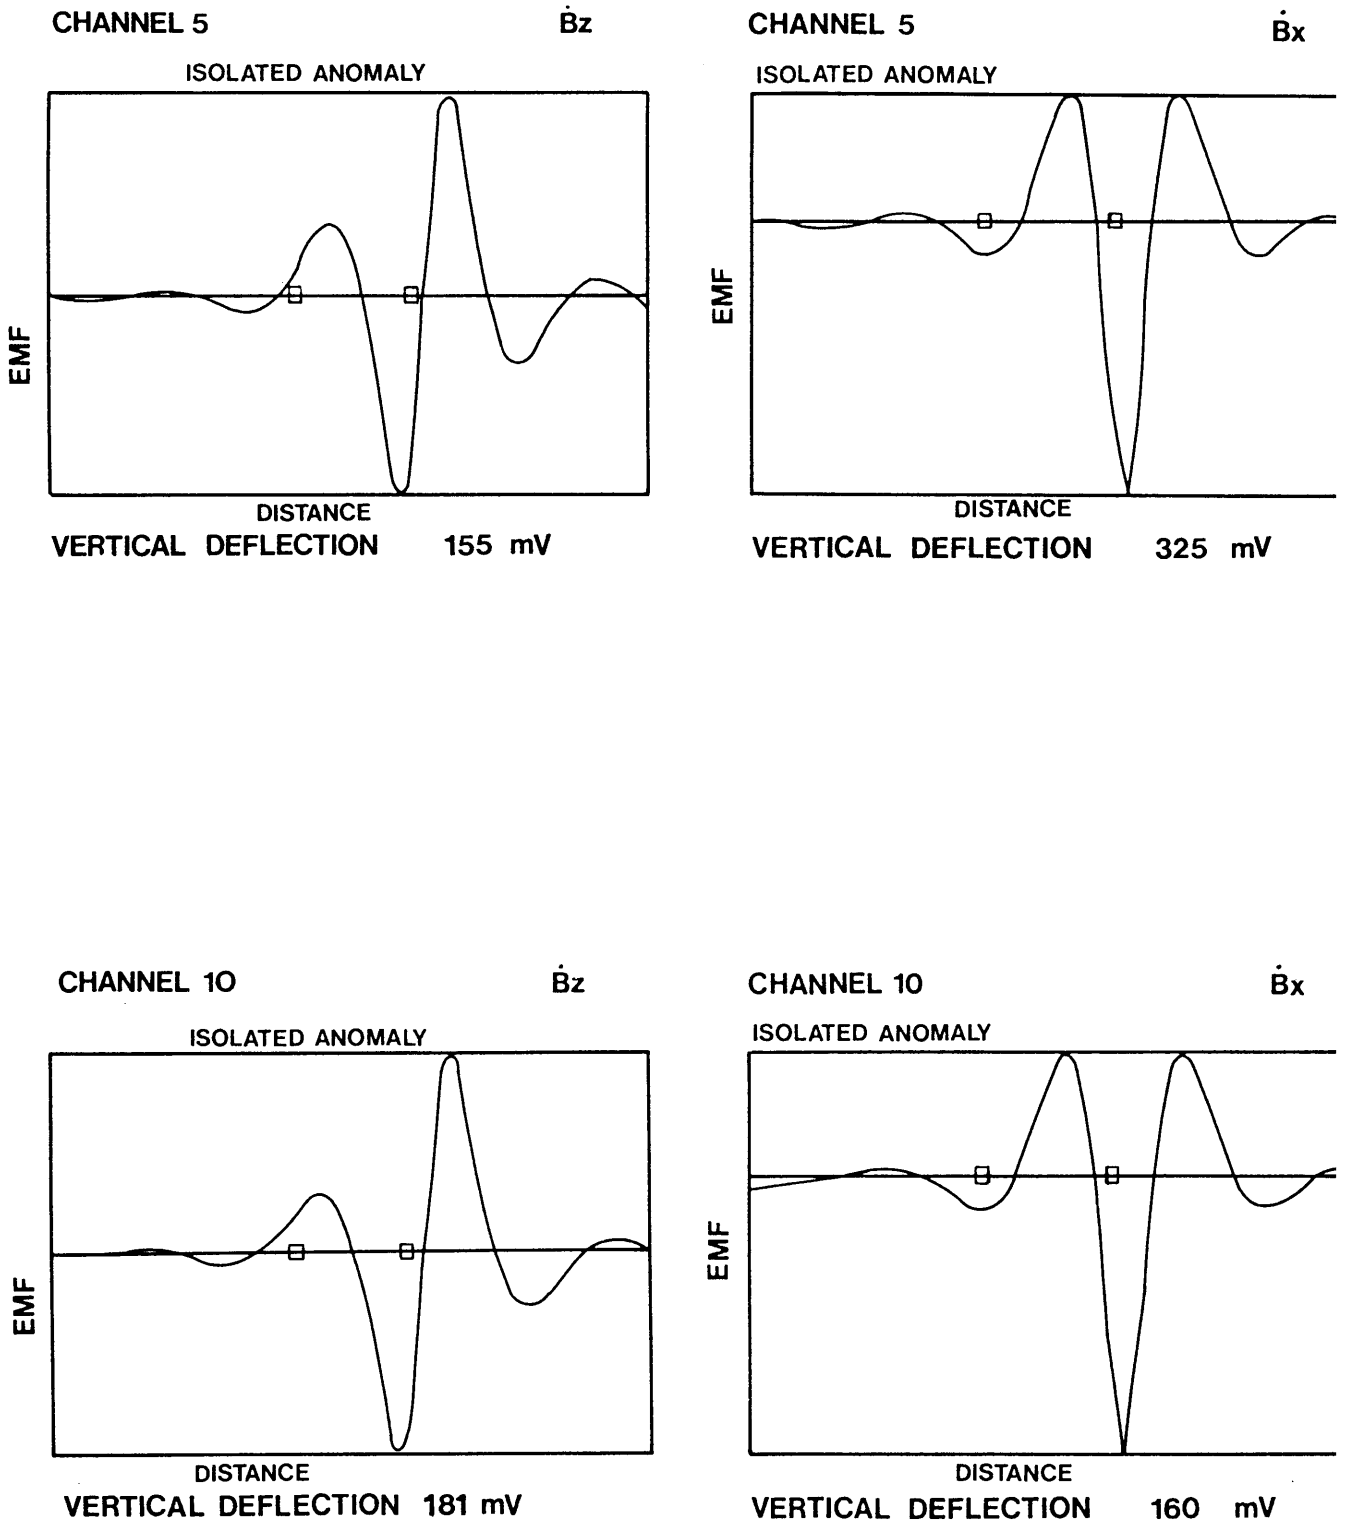 CHANNEL 5 Ḃz
ISOLATED ANOMALY
EMF
DISTANCE
VERTICAL DEFLECTION 155 mV
CHANNEL 5 Ḃx
ISOLATED ANOMALY
EMF
DISTANCE
VERTICAL DEFLECTION 325 mV
CHANNEL 10 Ḃz
ISOLATED ANOMALY
EMF
DISTANCE
VERTICAL DEFLECTION 181 mV
CHANNEL 10 Ḃx
ISOLATED ANOMALY
EMF
DISTANCE
VERTICAL DEFLECTION 160 mV